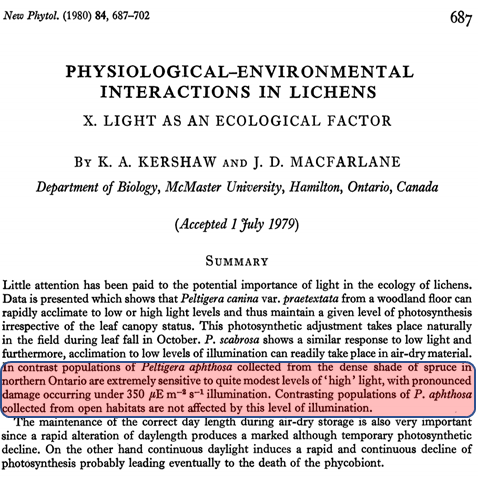 New Phytol. (1980) 84, 687–702
687
PHYSIOLOGICAL–ENVIRONMENTAL
INTERACTIONS IN LICHENS
X. LIGHT AS AN ECOLOGICAL FACTOR
BY K. A. KERSHAW AND J. D. MACFARLANE
Department of Biology, McMaster University, Hamilton, Ontario, Canada
(Accepted 1 July 1979)
SUMMARY
Little attention has been paid to the potential importance of light in the ecology of lichens.
Data is presented which shows that Peltigera canina var. praetextata from a woodland floor can
rapidly acclimate to low or high light levels and thus maintain a given level of photosynthesis
irrespective of the leaf canopy status. This photosynthetic adjustment takes place naturally
in the field during leaf fall in October. P. scabrosa shows a similar response to low light and
furthermore, acclimation to low levels of illumination can readily take place in air-dry material.
In contrast populations of Peltigera aphthosa collected from the dense shade of spruce in
northern Ontario are extremely sensitive to quite modest levels of 'high' light, with pronounced
damage occurring under 350 μE m⁻² s⁻¹ illumination. Contrasting populations of P. aphthosa
collected from open habitats are not affected by this level of illumination.
The maintenance of the correct day length during air-dry storage is also very important
since a rapid alteration of daylength produces a marked although temporary photosynthetic
decline. On the other hand continuous daylight induces a rapid and continuous decline of
photosynthesis probably leading eventually to the death of the phycobiont.